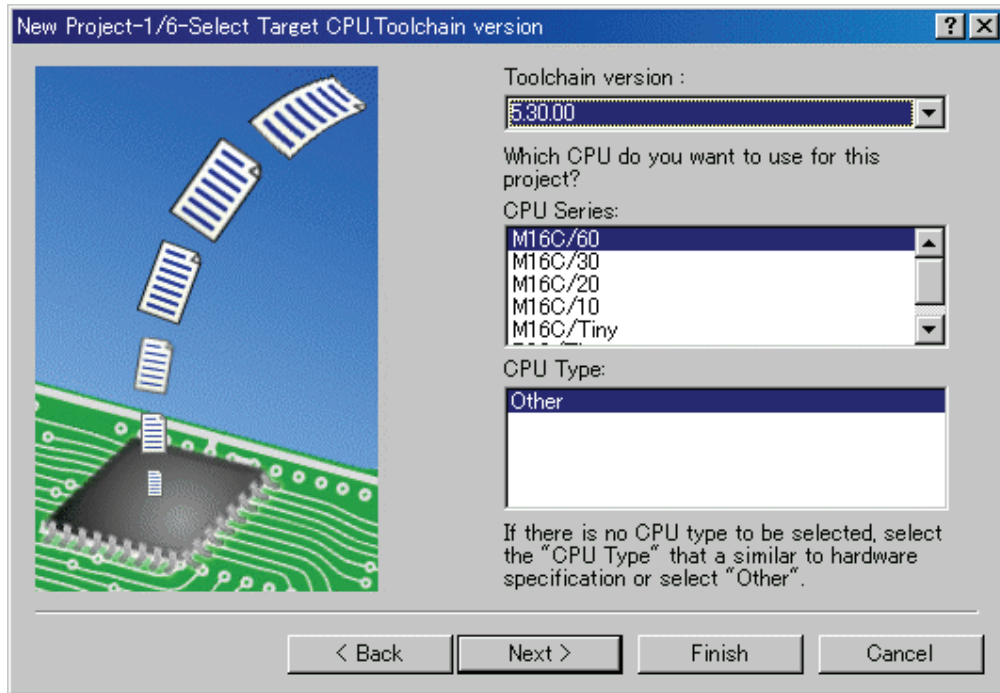 New Project-1/6-Select Target CPU.Toolchain version
Toolchain version :
5.30.00
Which CPU do you want to use for this
project?
CPU Series:
M16C/60
M16C/30
M16C/20
M16C/10
M16C/Tiny
CPU Type:
Other
If there is no CPU type to be selected, select
the "CPU Type" that a similar to hardware
specification or select "Other".
< Back
Next >
Finish
Cancel